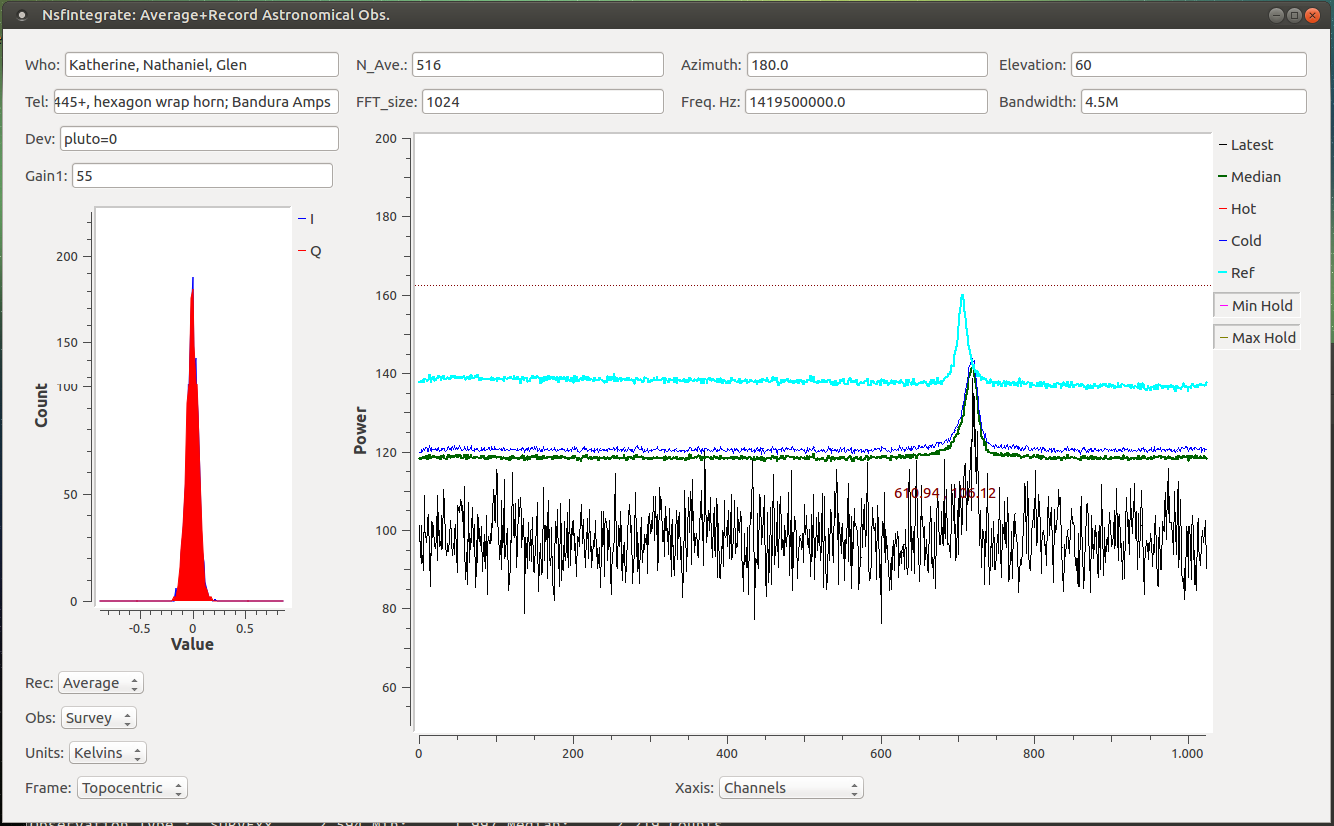 NsfIntegrate: Average+Record Astronomical Obs.
Who: Katherine, Nathaniel, Glen N_Ave.: 516 Azimuth: 180.0 Elevation: 60
Tel: 445+, hexagon wrap horn; Bandura Amps FFT_size: 1024 Freq. Hz: 1419500000.0 Bandwidth: 4.5M
Dev: pluto=0
Gain1: 55
I
Q
200
150
100
50
0
Count
-0.5 0 0.5
Value
200
180
160
140
120
100
80
60
Power
610.94, 106.12
0 200 400 600 800 1.000
Latest
Median
Hot
Cold
Ref
Min Hold
Max Hold
Rec: Average
Obs: Survey
Units: Kelvins
Frame: Topocentric
Xaxis: Channels